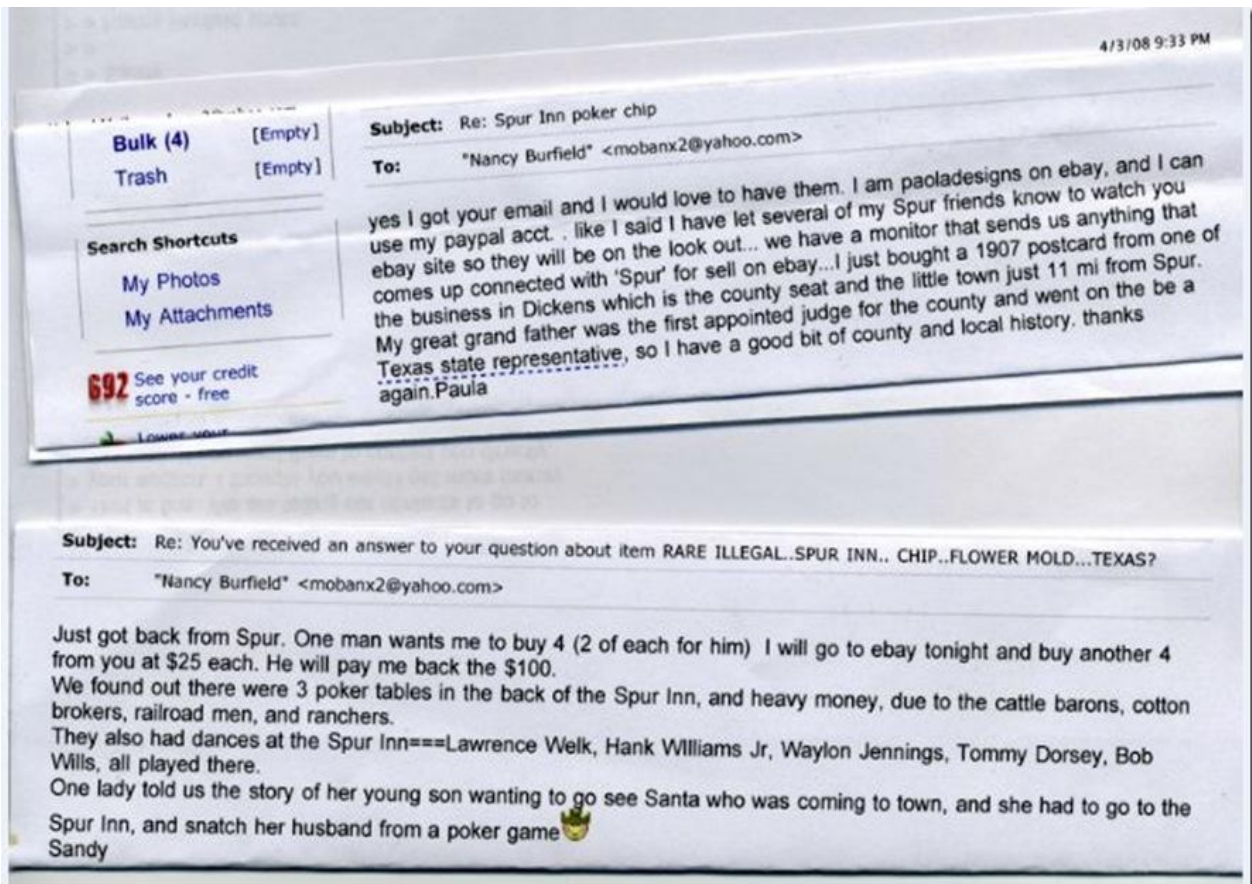 4/3/08 9:33 PM
Bulk (4) [Empty]
Trash [Empty]
Search Shortcuts
My Photos
My Attachments
692 See your credit
score - free
Lower your
Subject: Re: Spur Inn poker chip
To: "Nancy Burfield" <mobanx2@yahoo.com>
yes I got your email and I would love to have them. I am paoladesigns on ebay, and I can
use my paypal acct. . like I said I have let several of my Spur friends know to watch you
ebay site so they will be on the look out... we have a monitor that sends us anything that
comes up connected with 'Spur' for sell on ebay...I just bought a 1907 postcard from one of
the business in Dickens which is the county seat and the little town just 11 mi from Spur.
My great grand father was the first appointed judge for the county and went on the be a
Texas state representative, so I have a good bit of county and local history. thanks
again.Paula
Subject: Re: You've received an answer to your question about item RARE ILLEGAL..SPUR INN.. CHIP..FLOWER MOLD...TEXAS?
To: "Nancy Burfield" <mobanx2@yahoo.com>
Just got back from Spur. One man wants me to buy 4 (2 of each for him) I will go to ebay tonight and buy another 4
from you at $25 each. He will pay me back the $100.
We found out there were 3 poker tables in the back of the Spur Inn, and heavy money, due to the cattle barons, cotton
brokers, railroad men, and ranchers.
They also had dances at the Spur Inn===Lawrence Welk, Hank WIlliams Jr, Waylon Jennings, Tommy Dorsey, Bob
Wills, all played there.
One lady told us the story of her young son wanting to go see Santa who was coming to town, and she had to go to the
Spur Inn, and snatch her husband from a poker game
Sandy